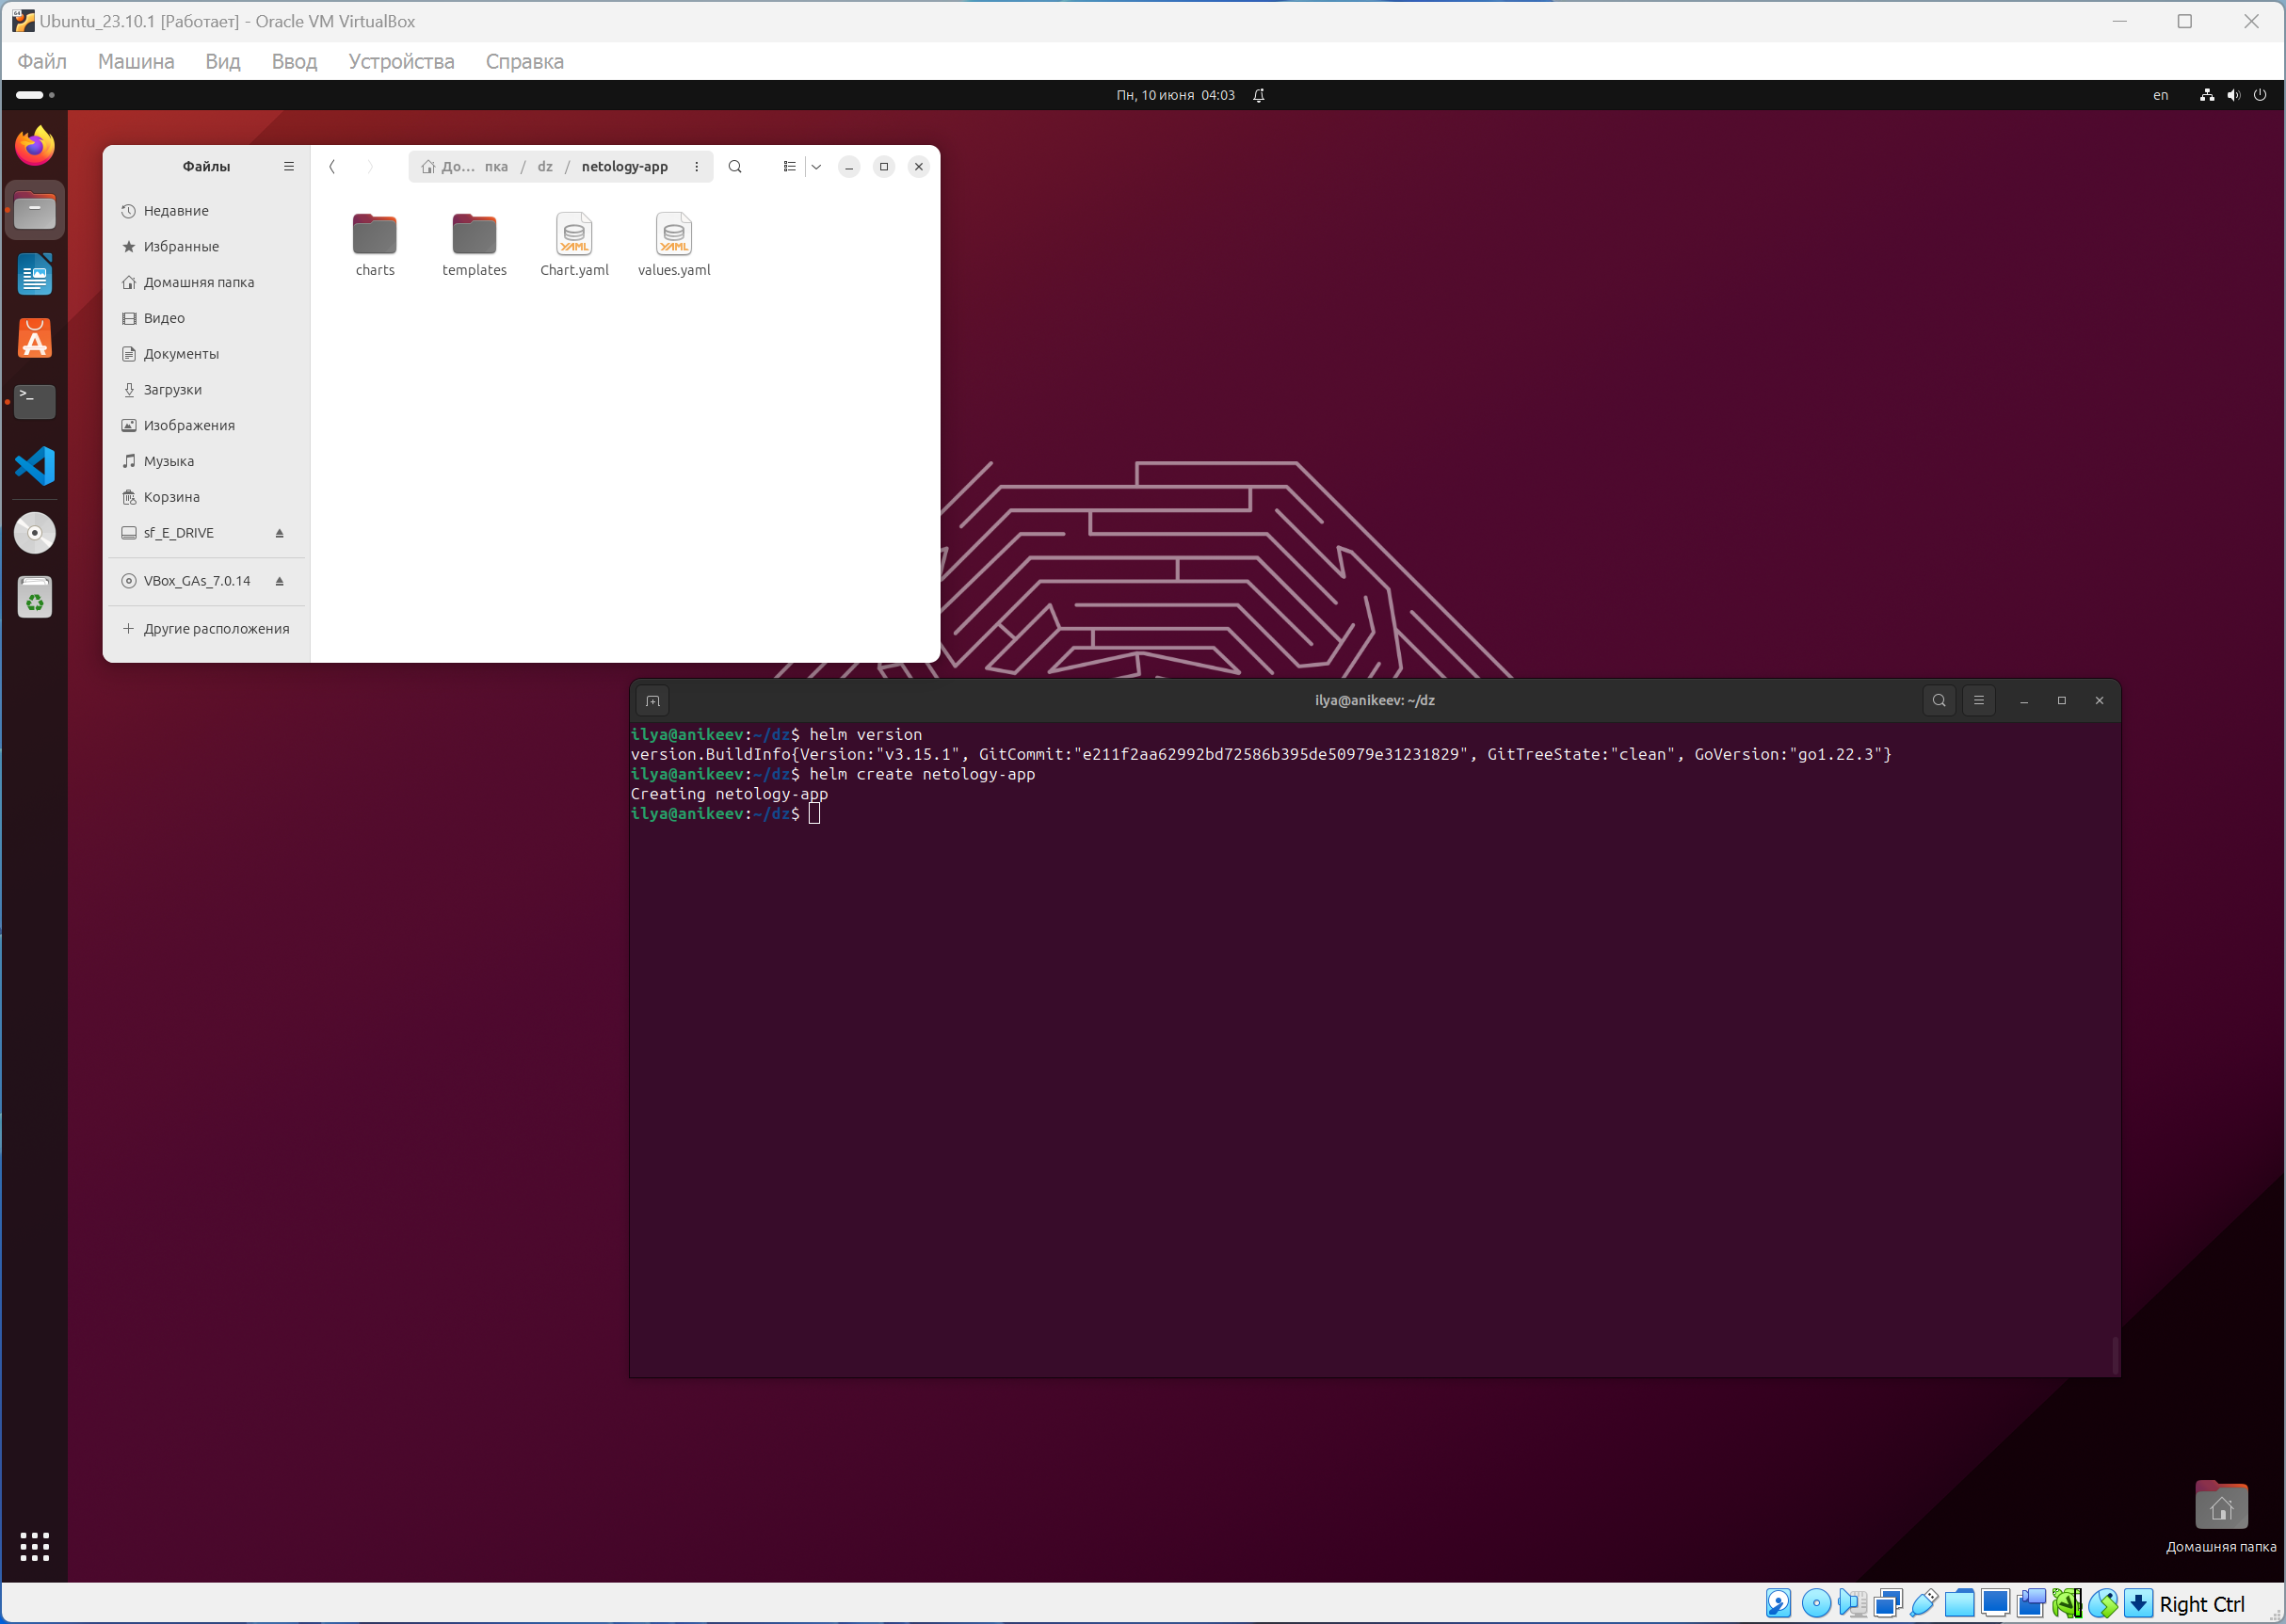 Ubuntu_23.10.1 [Работает] - Oracle VM VirtualBox
Файл Машина Вид Ввод Устройства Справка
Пн, 10 июня 04:03
en
Файлы
До… пка / dz / netology-app
Недавние
Избранные
Домашняя папка
Видео
Документы
Загрузки
Изображения
Музыка
Корзина
sf_E_DRIVE
VBox_GAs_7.0.14
Другие расположения
charts
templates
YAML
Chart.yaml
YAML
values.yaml
ilya@anikeev: ~/dz
ilya@anikeev:~/dz$ helm version
version.BuildInfo{Version:"v3.15.1", GitCommit:"e211f2aa62992bd72586b395de50979e31231829", GitTreeState:"clean", GoVersion:"go1.22.3"}
ilya@anikeev:~/dz$ helm create netology-app
Creating netology-app
ilya@anikeev:~/dz$
Домашняя папка
Right Ctrl